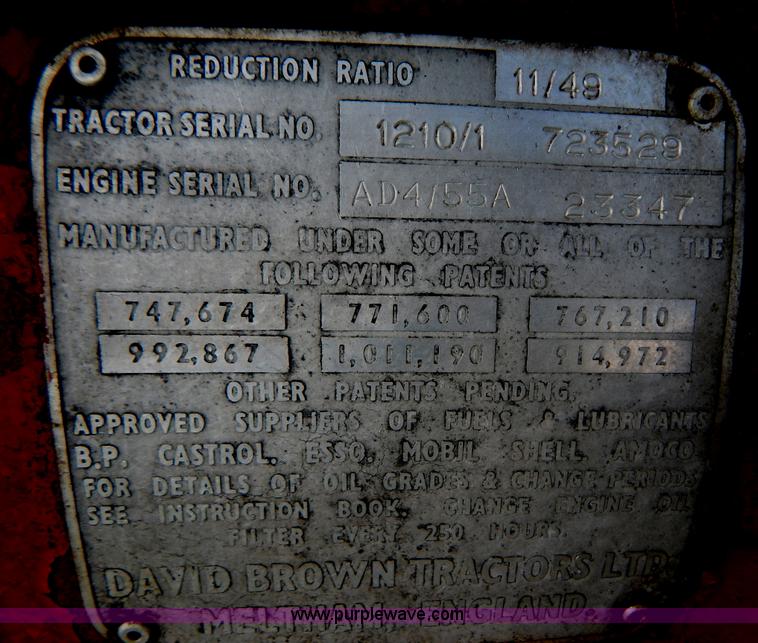 REDUCTION RATIO 11/49
TRACTOR SERIAL NO. 1210/1 723529
ENGINE SERIAL NO. AD4/55A 23347
MANUFACTURED UNDER SOME OR ALL OF THE
FOLLOWING PATENTS
747,674 771,600 767,210
992,867 1,011,190 914,972
OTHER PATENTS PENDING.
APPROVED SUPPLIERS OF FUELS & LUBRICANTS
B.P. CASTROL. ESSO. MOBIL SHELL AMOCO
FOR DETAILS OF OIL GRADES & CHANGE PERIODS
SEE INSTRUCTION BOOK. CHANGE ENGINE OIL
FILTER EVERY 250 HOURS.
DAVID BROWN TRACTORS LTD.
ENGLAND
www.purplewave.com